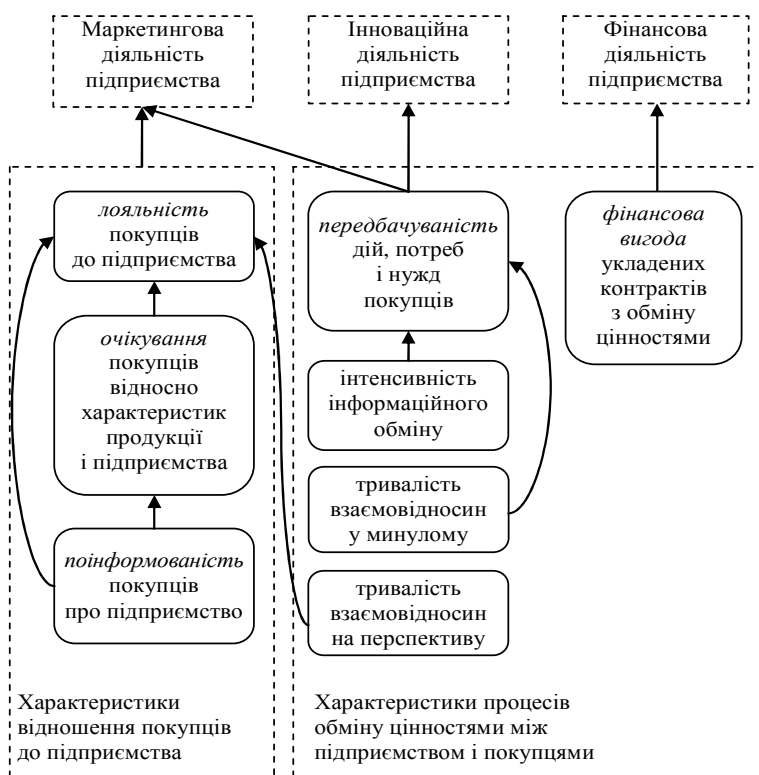 Маркетингова
діяльність
підприємства
Інноваційна
діяльність
підприємства
Фінансова
діяльність
підприємства
лояльність
покупців
до підприємства
очікування
покупців
відносно
характеристик
продукції
і підприємства
поінформованість
покупців
про підприємство
передбачуваність
дій, потреб
і нужд
покупців
інтенсивність
інформаційного
обміну
тривалість
взаємовідносин
у минулому
тривалість
взаємовідносин
на перспективу
фінансова
вигода
укладених
контрактів
з обміну
цінностями
Характеристики
відношення покупців
до підприємства
Характеристики процесів
обміну цінностями між
підприємством і покупцями